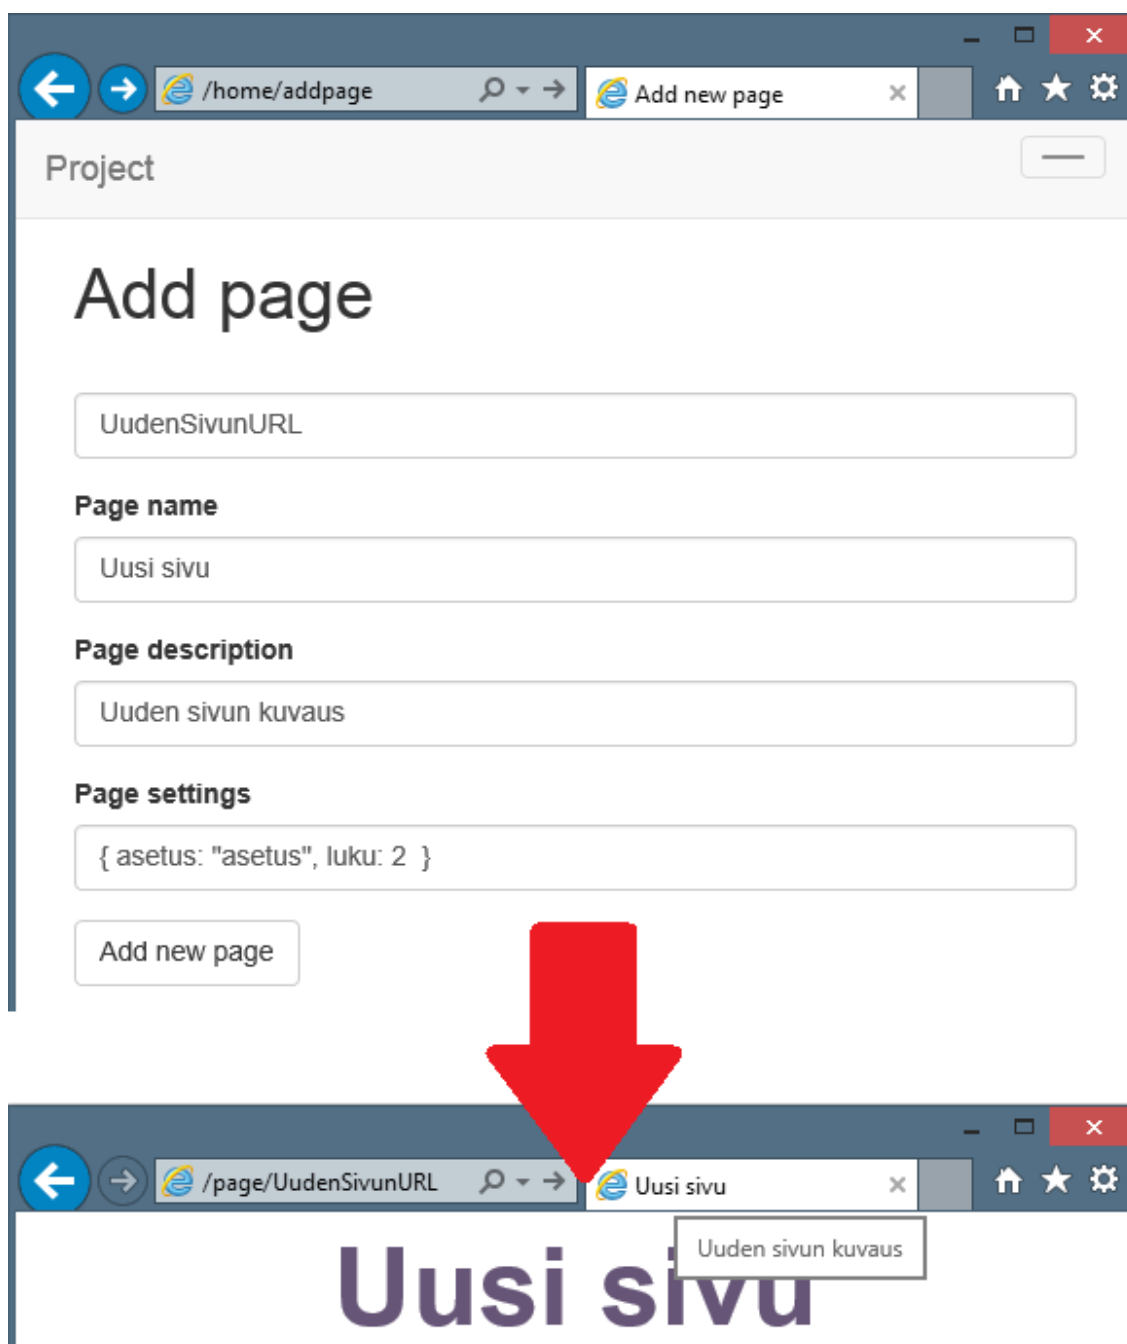 /home/addpage
Add new page
Project
Add page
UudenSivunURL
Page name
Uusi sivu
Page description
Uuden sivun kuvaus
Page settings
{ asetus: "asetus", luku: 2  }
Add new page
/page/UudenSivunURL
Uusi sivu
Uuden sivun kuvaus
Uusi sivu